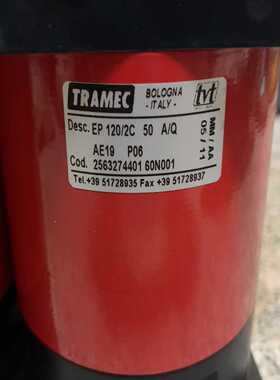 TRAMEC
BOLOGNA
- ITALY -
tvt
Desc. EP 120/2C 50 A/Q
AE19 P06
Cod. 2563274401 60N001
Tel.+39 51728935 Fax +39 51728937
MM / AA
05 / 11